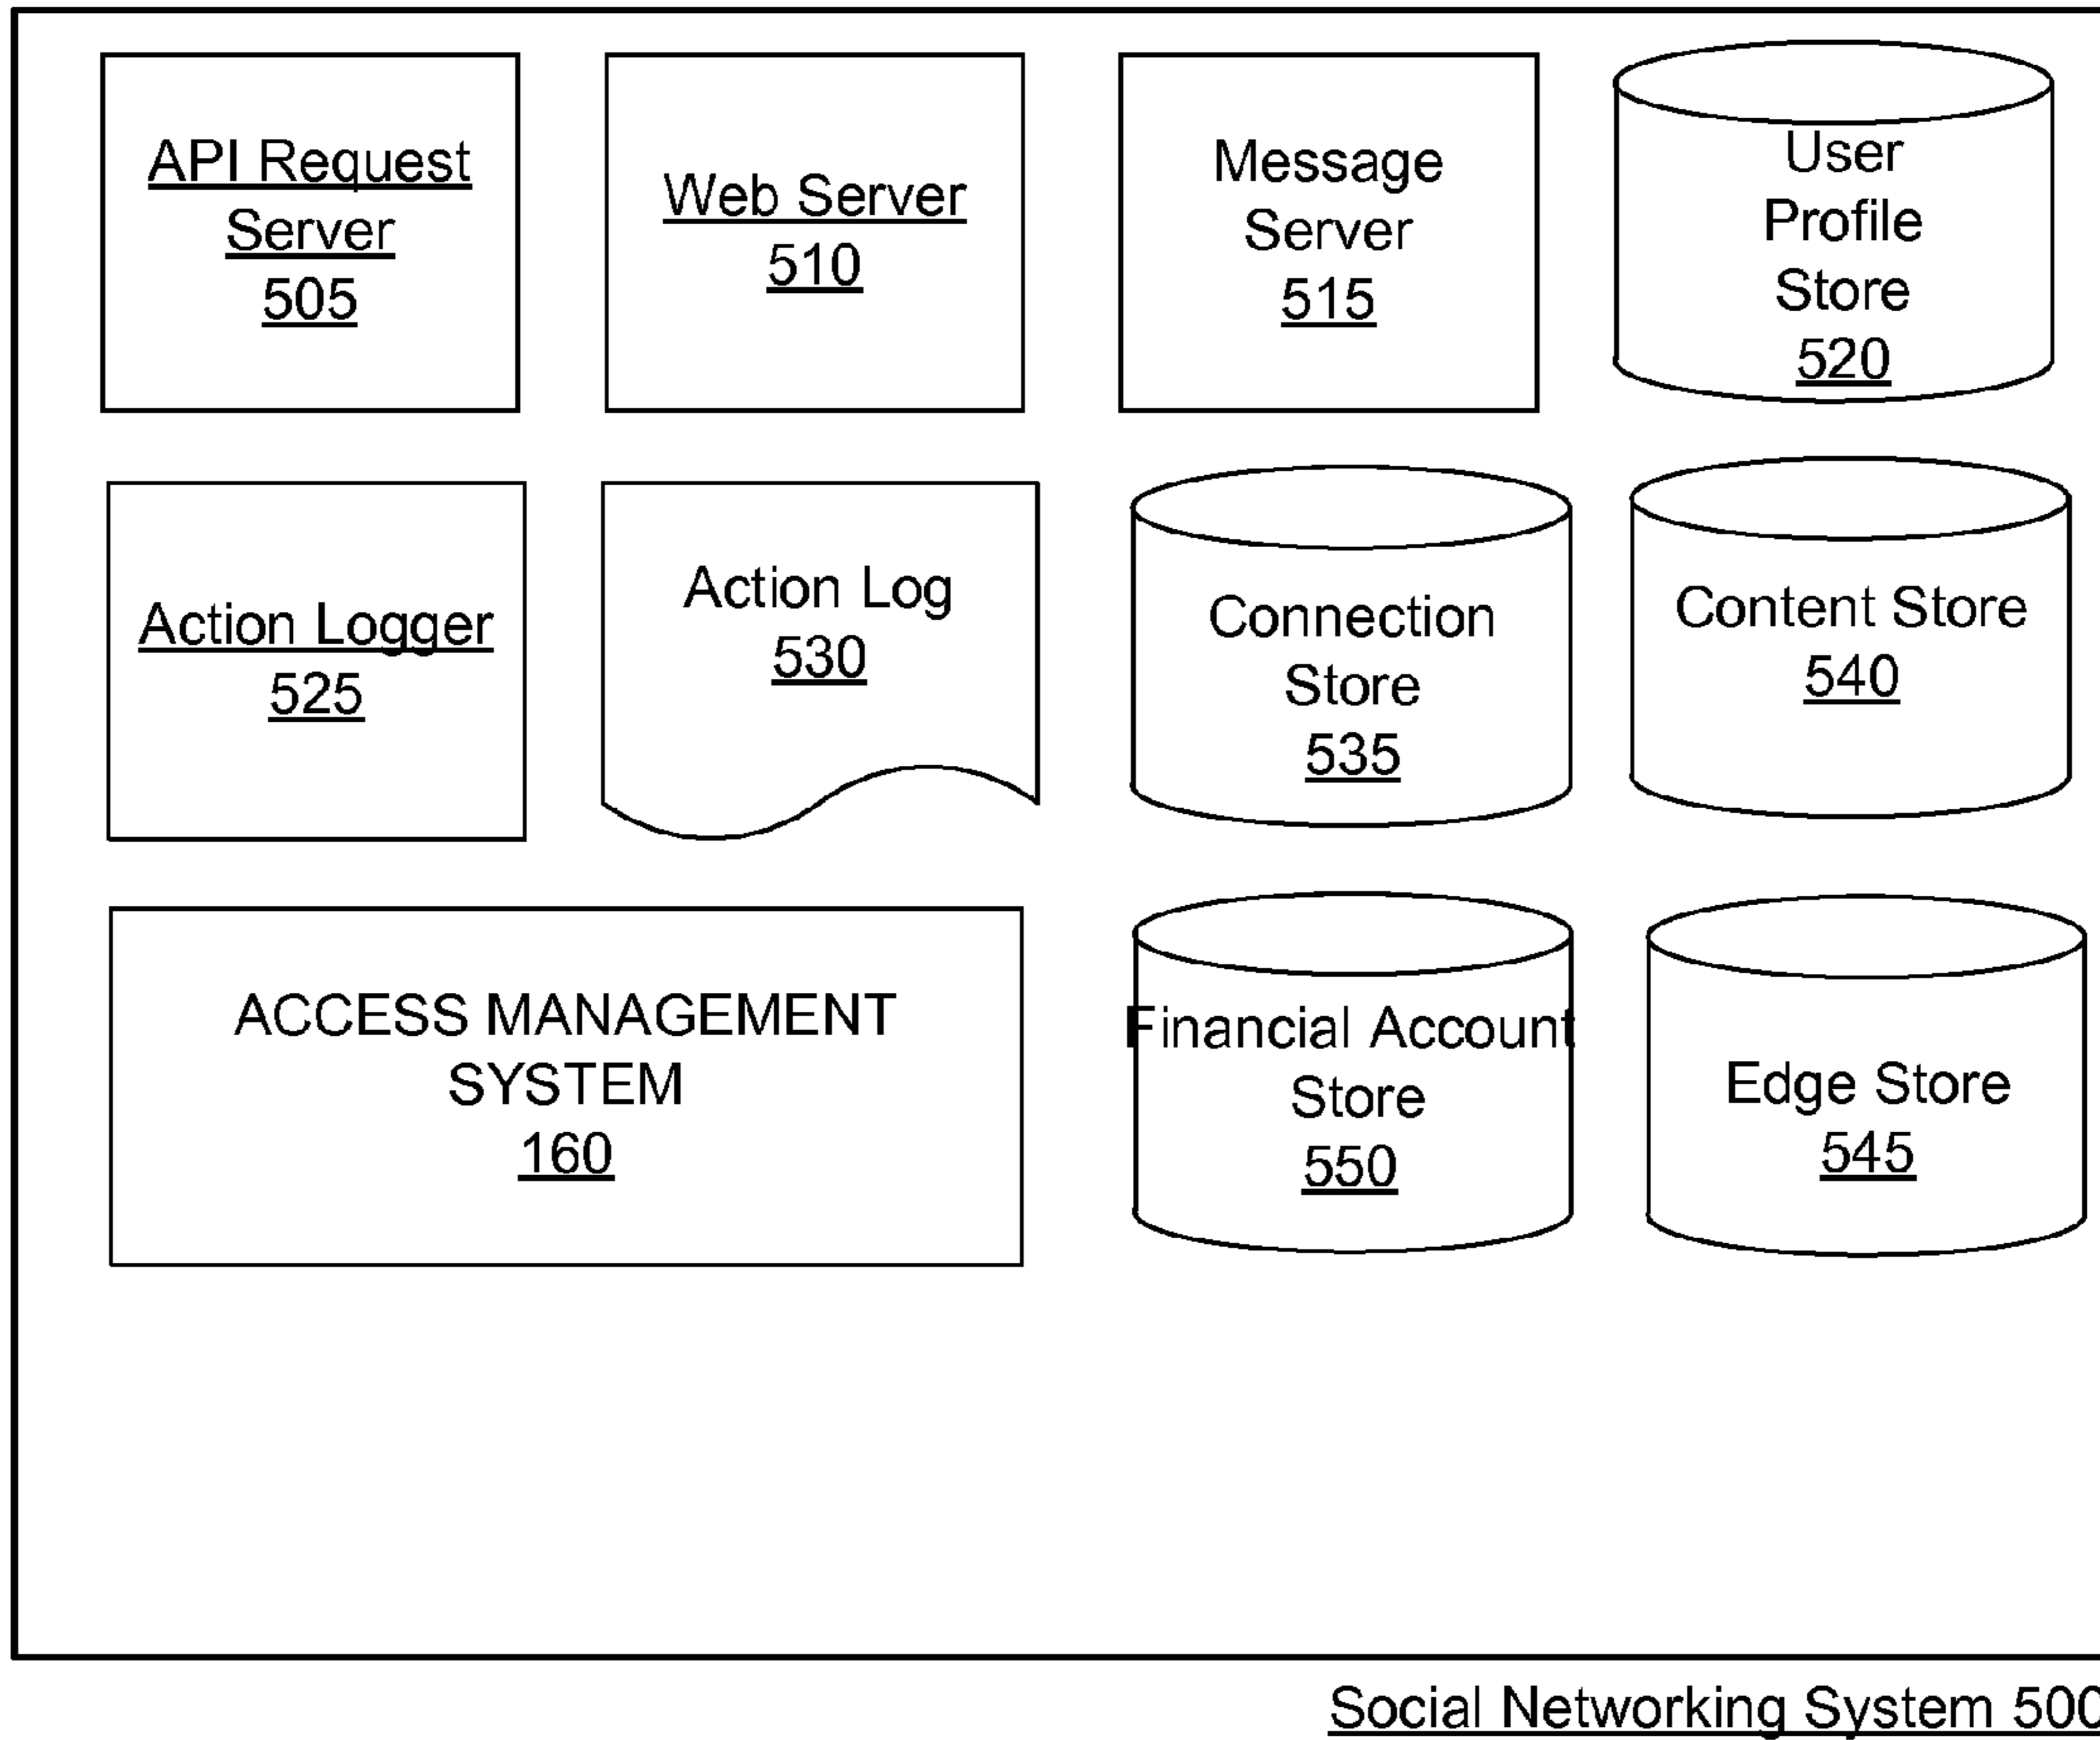 API Request
Server
505
Web Server
510
Message
Server
515
User
Profile
Store
520
Action Logger
525
Action Log
530
Connection
Store
535
Content Store
540
ACCESS MANAGEMENT
SYSTEM
160
Financial Account
Store
550
Edge Store
545
Social Networking System 500